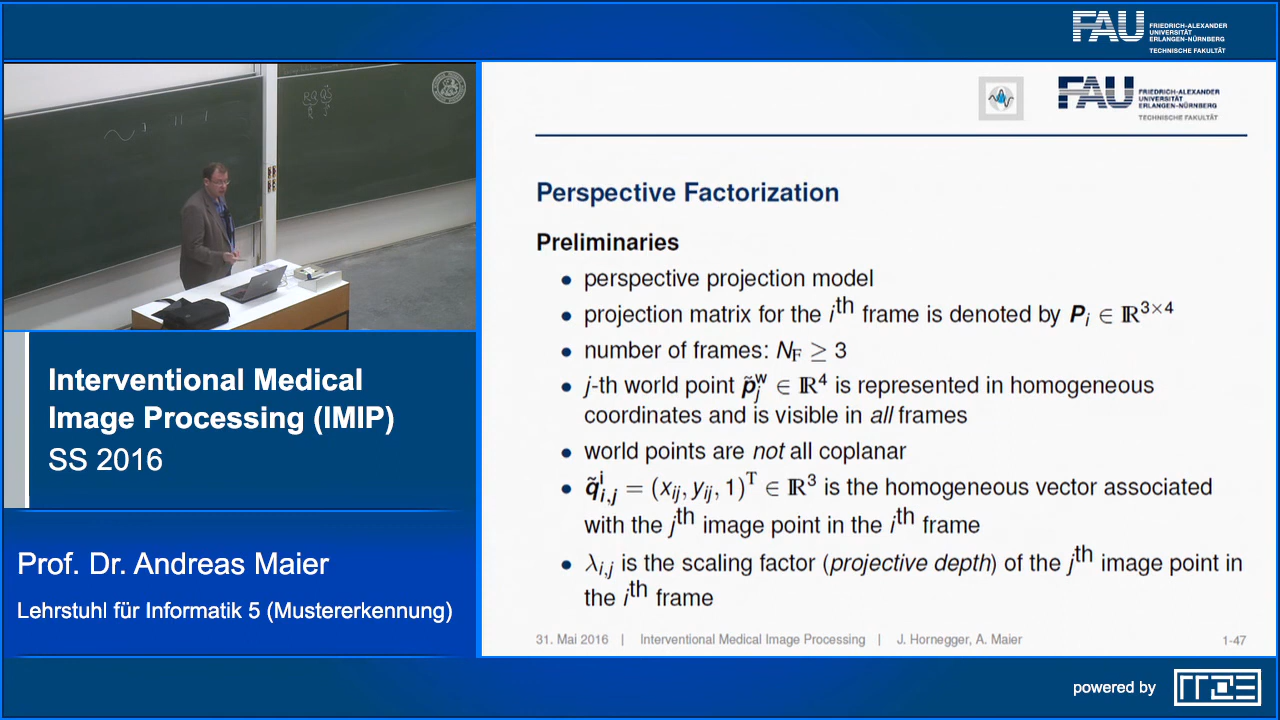 FAU FRIEDRICH-ALEXANDER
UNIVERSITÄT
ERLANGEN-NÜRNBERG
TECHNISCHE FAKULTÄT
FAU FRIEDRICH-ALEXANDER
UNIVERSITÄT
ERLANGEN-NÜRNBERG
TECHNISCHE FAKULTÄT
Perspective Factorization
Preliminaries
• perspective projection model
• projection matrix for the i^th frame is denoted by P_i ∈ ℝ^{3×4}
• number of frames: N_F ≥ 3
• j-th world point p̃_j^w ∈ ℝ^4 is represented in homogeneous
coordinates and is visible in all frames
• world points are not all coplanar
• q̃_{i,j}^i = (x_{ij}, y_{ij}, 1)^T ∈ ℝ^3 is the homogeneous vector associated
with the j^th image point in the i^th frame
• λ_{i,j} is the scaling factor (projective depth) of the j^th image point in
the i^th frame
31. Mai 2016 | Interventional Medical Image Processing | J. Hornegger, A. Maier 1-47
Interventional Medical
Image Processing (IMIP)
SS 2016
Prof. Dr. Andreas Maier
Lehrstuhl für Informatik 5 (Mustererkennung)
powered by